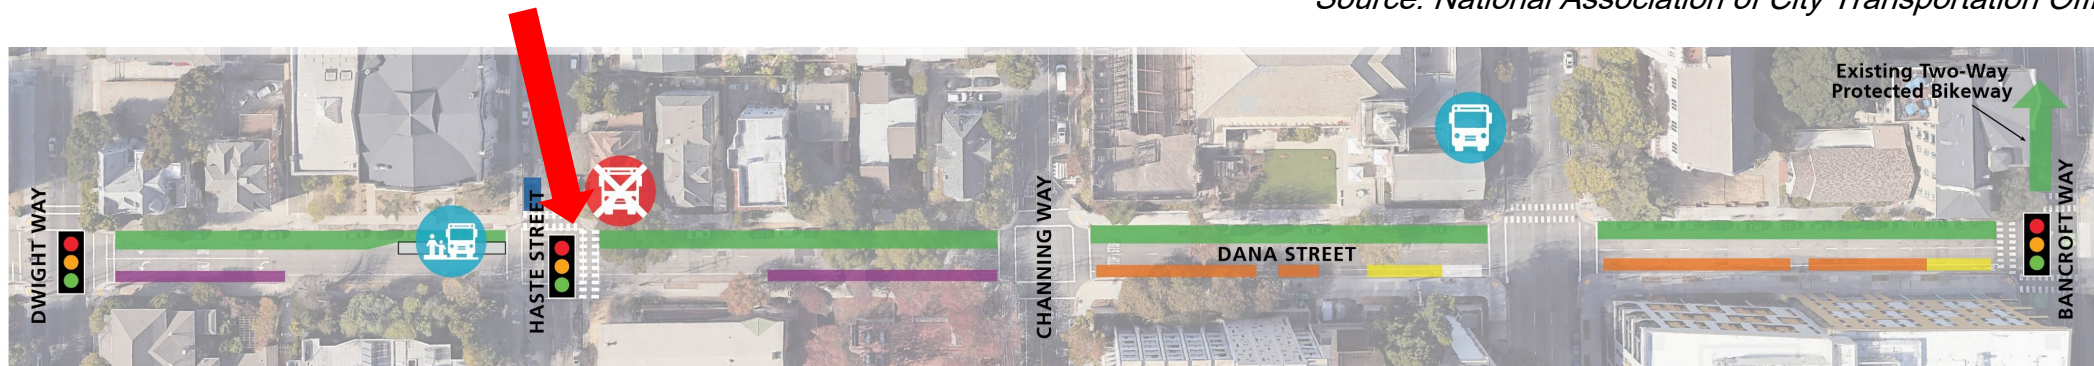 Source: National Association of City Transportation
Existing Two-Way
Protected Bikeway
DWIGHT WAY
HASTE STREET
CHANNING WAY
DANA STREET
BANCROFT WAY